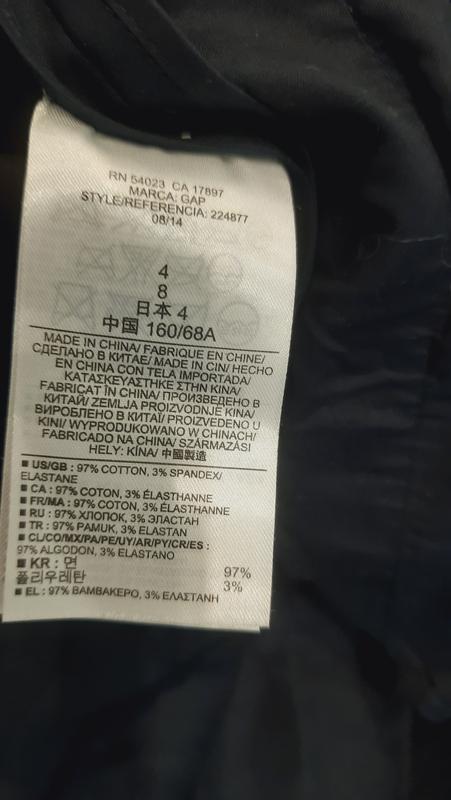 RN 54023 CA 17897
MARCA: GAP
STYLE/REFERENCIA: 224877
08/14
4
8
日本 4
中国 160/68A
MADE IN CHINA/ FABRIQUE EN CHINE/
СДЕЛАНО В КИТАЕ/ MADE IN CIN/ HECHO
EN CHINA CON TELA IMPORTADA/
ΚΑΤΑΣΚΕΥΑΣΤΗΚΕ ΣΤΗΝ ΚΙΝΑ/
FABRICAT ÎN CHINA/ ПРОИЗВЕДЕНО В
КИТАЙ/ ZEMLJA PROIZVODNJE KINA/
ВИРОБЛЕНО В КИТАЇ/ PROIZVEDENO U
KINI/ WYPRODUKOWANO W CHINACH/
FABRICADO NA CHINA/ SZÁRMAZÁSI
HELY: KÍNA/ 中國製造
■ US/GB : 97% COTTON, 3% SPANDEX/
ELASTANE
■ CA : 97% COTON, 3% ÉLASTHANNE
■ FR/MA : 97% COTON, 3% ÉLASTHANNE
■ RU : 97% ХЛОПОК, 3% ЭЛАСТАН
■ TR : 97% PAMUK, 3% ELASTAN
■ CL/CO/MX/PA/PE/UY/AR/PY/CR/ES :
97% ALGODON, 3% ELASTANO
■ KR : 면 97%
폴리우레탄 3%
■ EL : 97% ΒΑΜΒΑΚΕΡΟ, 3% ΕΛΑΣΤΑΝΗ